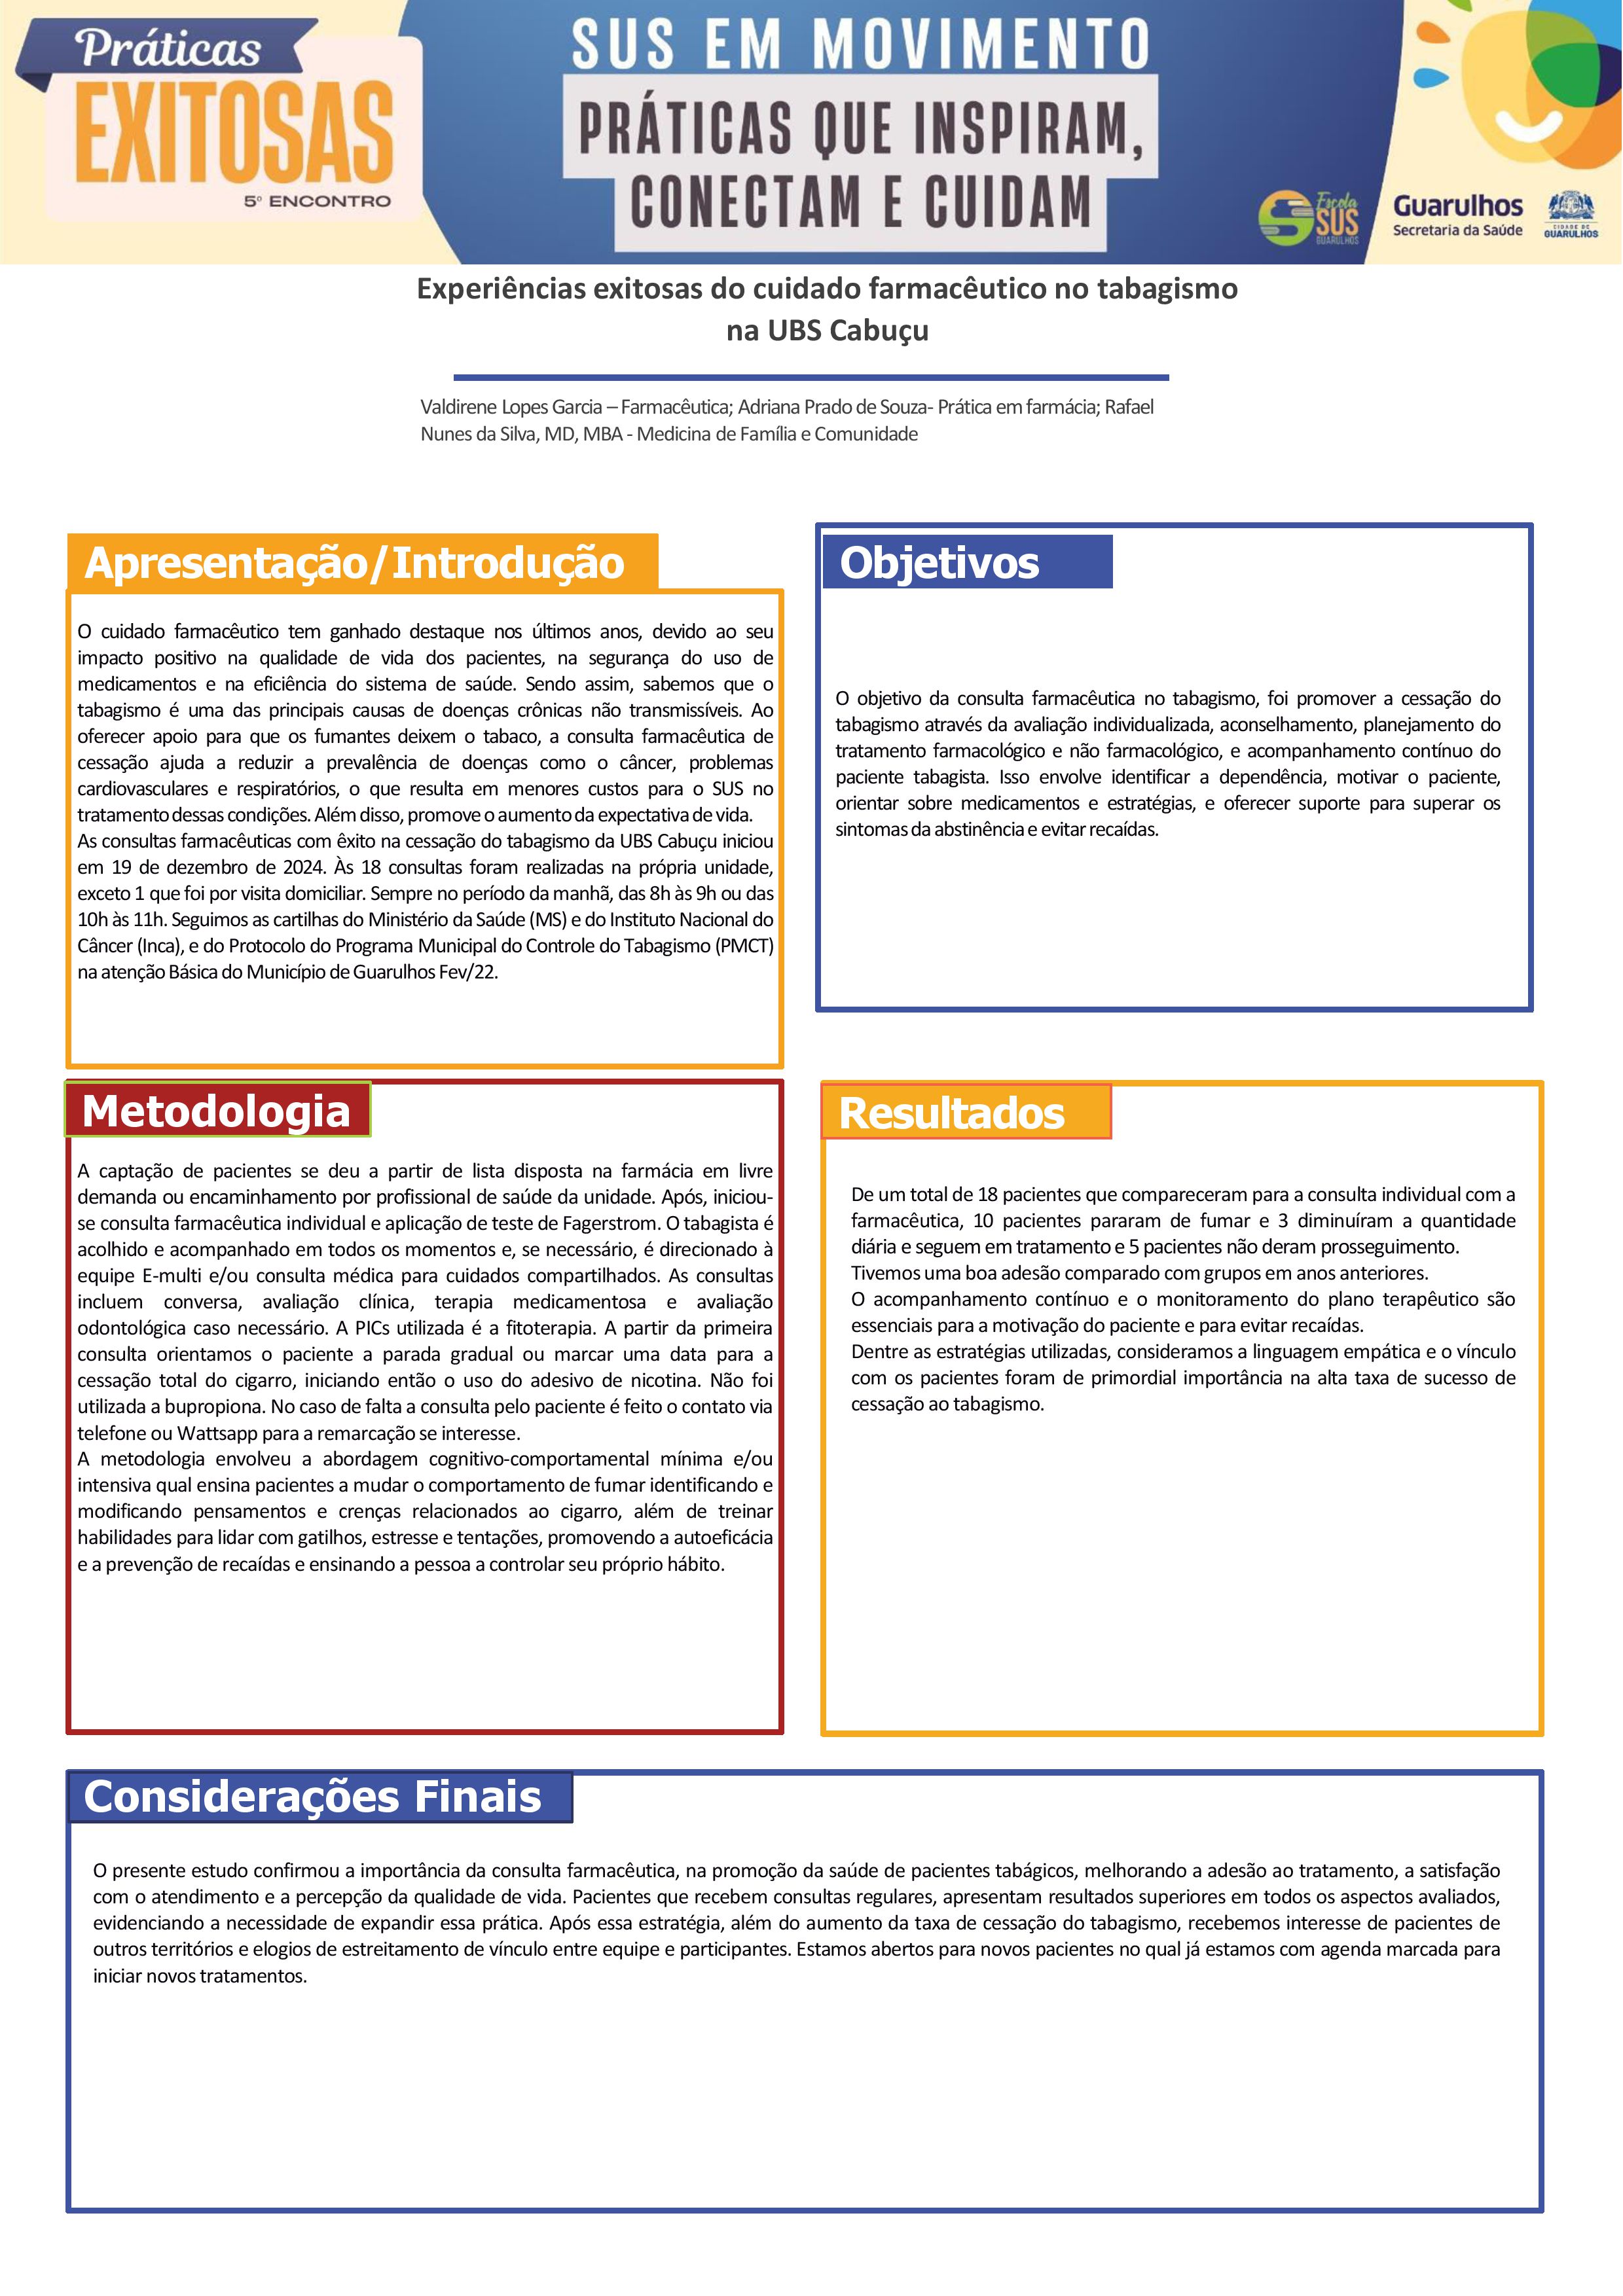 Práticas
EXITOSAS
5º ENCONTRO
SUS EM MOVIMENTO
PRÁTICAS QUE INSPIRAM,
CONECTAM E CUIDAM
Escola
SUS
GUARULHOS
Guarulhos
Secretaria da Saúde
CIDADE DE
GUARULHOS
Experiências exitosas do cuidado farmacêutico no tabagismo
na UBS Cabuçu
Valdirene Lopes Garcia – Farmacêutica; Adriana Prado de Souza- Prática em farmácia; Rafael
Nunes da Silva, MD, MBA - Medicina de Família e Comunidade
Apresentação/Introdução
O cuidado farmacêutico tem ganhado destaque nos últimos anos, devido ao seu
impacto positivo na qualidade de vida dos pacientes, na segurança do uso de
medicamentos e na eficiência do sistema de saúde. Sendo assim, sabemos que o
tabagismo é uma das principais causas de doenças crônicas não transmissíveis. Ao
oferecer apoio para que os fumantes deixem o tabaco, a consulta farmacêutica de
cessação ajuda a reduzir a prevalência de doenças como o câncer, problemas
cardiovasculares e respiratórios, o que resulta em menores custos para o SUS no
tratamento dessas condições. Além disso, promove o aumento da expectativa de vida.
As consultas farmacêuticas com êxito na cessação do tabagismo da UBS Cabuçu iniciou
em 19 de dezembro de 2024. Às 18 consultas foram realizadas na própria unidade,
exceto 1 que foi por visita domiciliar. Sempre no período da manhã, das 8h às 9h ou das
10h às 11h. Seguimos as cartilhas do Ministério da Saúde (MS) e do Instituto Nacional do
Câncer (Inca), e do Protocolo do Programa Municipal do Controle do Tabagismo (PMCT)
na atenção Básica do Município de Guarulhos Fev/22.
Objetivos
O objetivo da consulta farmacêutica no tabagismo, foi promover a cessação do
tabagismo através da avaliação individualizada, aconselhamento, planejamento do
tratamento farmacológico e não farmacológico, e acompanhamento contínuo do
paciente tabagista. Isso envolve identificar a dependência, motivar o paciente,
orientar sobre medicamentos e estratégias, e oferecer suporte para superar os
sintomas da abstinência e evitar recaídas.
Metodologia
A captação de pacientes se deu a partir de lista disposta na farmácia em livre
demanda ou encaminhamento por profissional de saúde da unidade. Após, iniciou-
se consulta farmacêutica individual e aplicação de teste de Fagerstrom. O tabagista é
acolhido e acompanhado em todos os momentos e, se necessário, é direcionado à
equipe E-multi e/ou consulta médica para cuidados compartilhados. As consultas
incluem conversa, avaliação clínica, terapia medicamentosa e avaliação
odontológica caso necessário. A PICs utilizada é a fitoterapia. A partir da primeira
consulta orientamos o paciente a parada gradual ou marcar uma data para a
cessação total do cigarro, iniciando então o uso do adesivo de nicotina. Não foi
utilizada a bupropiona. No caso de falta a consulta pelo paciente é feito o contato via
telefone ou Wattsapp para a remarcação se interesse.
A metodologia envolveu a abordagem cognitivo-comportamental mínima e/ou
intensiva qual ensina pacientes a mudar o comportamento de fumar identificando e
modificando pensamentos e crenças relacionados ao cigarro, além de treinar
habilidades para lidar com gatilhos, estresse e tentações, promovendo a autoeficácia
e a prevenção de recaídas e ensinando a pessoa a controlar seu próprio hábito.
Resultados
De um total de 18 pacientes que compareceram para a consulta individual com a
farmacêutica, 10 pacientes pararam de fumar e 3 diminuíram a quantidade
diária e seguem em tratamento e 5 pacientes não deram prosseguimento.
Tivemos uma boa adesão comparado com grupos em anos anteriores.
O acompanhamento contínuo e o monitoramento do plano terapêutico são
essenciais para a motivação do paciente e para evitar recaídas.
Dentre as estratégias utilizadas, consideramos a linguagem empática e o vínculo
com os pacientes foram de primordial importância na alta taxa de sucesso de
cessação ao tabagismo.
Considerações Finais
O presente estudo confirmou a importância da consulta farmacêutica, na promoção da saúde de pacientes tabágicos, melhorando a adesão ao tratamento, a satisfação
com o atendimento e a percepção da qualidade de vida. Pacientes que recebem consultas regulares, apresentam resultados superiores em todos os aspectos avaliados,
evidenciando a necessidade de expandir essa prática. Após essa estratégia, além do aumento da taxa de cessação do tabagismo, recebemos interesse de pacientes de
outros territórios e elogios de estreitamento de vínculo entre equipe e participantes. Estamos abertos para novos pacientes no qual já estamos com agenda marcada para
iniciar novos tratamentos.